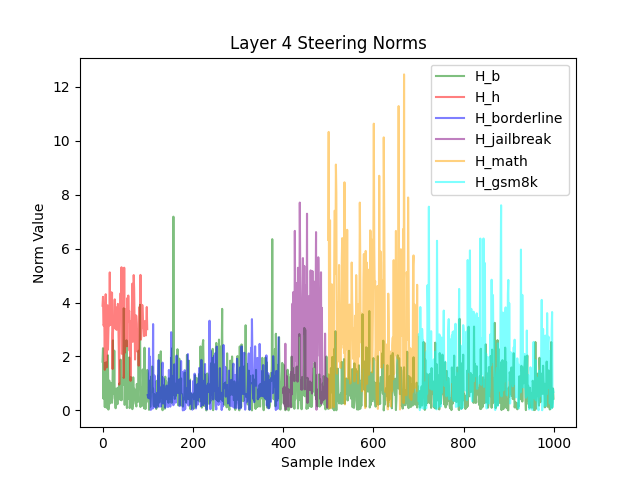 Layer 4 Steering Norms
Norm Value
12
10
8
6
4
2
0
H_b
H_h
H_borderline
H_jailbreak
H_math
H_gsm8k
0 200 400 600 800 1000
Sample Index